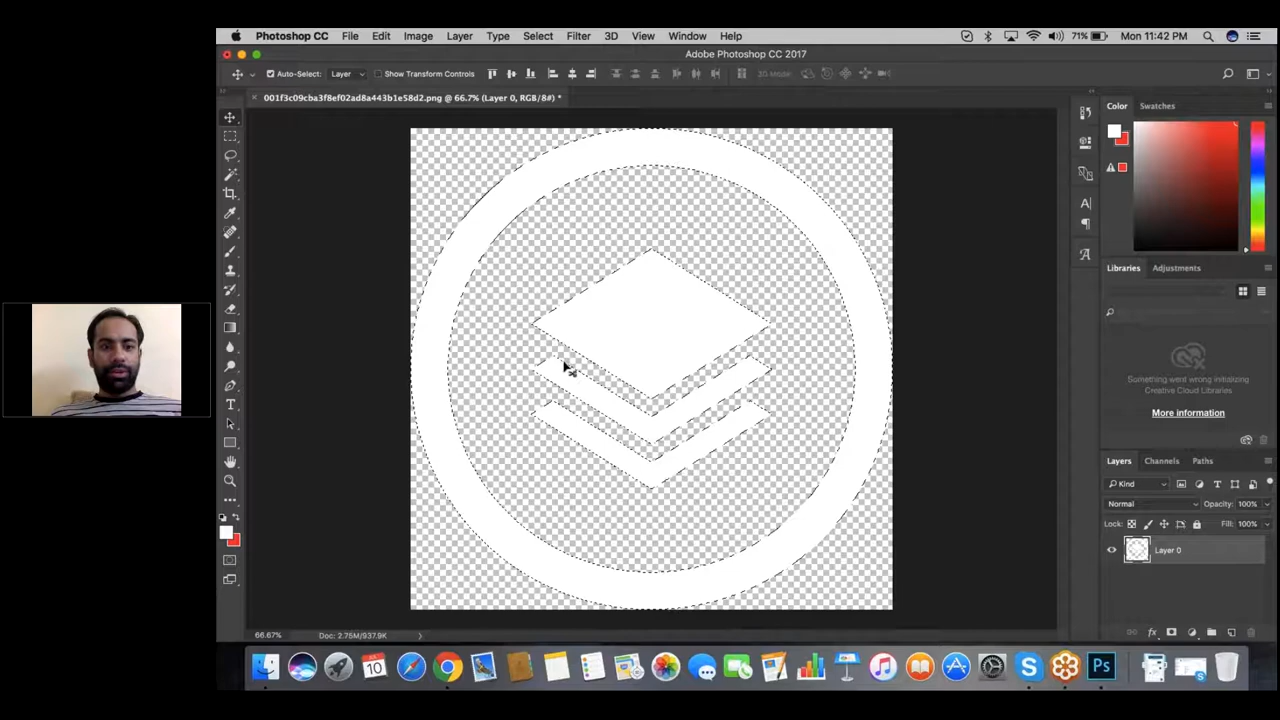 Photoshop CC File Edit Image Layer Type Select Filter 3D View Window Help 71% Mon 11:42 PM
Adobe Photoshop CC 2017
Auto-Select: Layer Show Transform Controls 3D Mode:
001f3c09cba3f8ef02ad8a443b1e58d2.png @ 66.7% (Layer 0, RGB/8#) *
Color Swatches
Libraries Adjustments
Something went wrong initializing
Creative Cloud Libraries
More information
Layers Channels Paths
Kind
Normal Opacity: 100%
Lock: Fill: 100%
Layer 0
66.67% Doc: 2.75M/937.9K
JUL
10
Ps